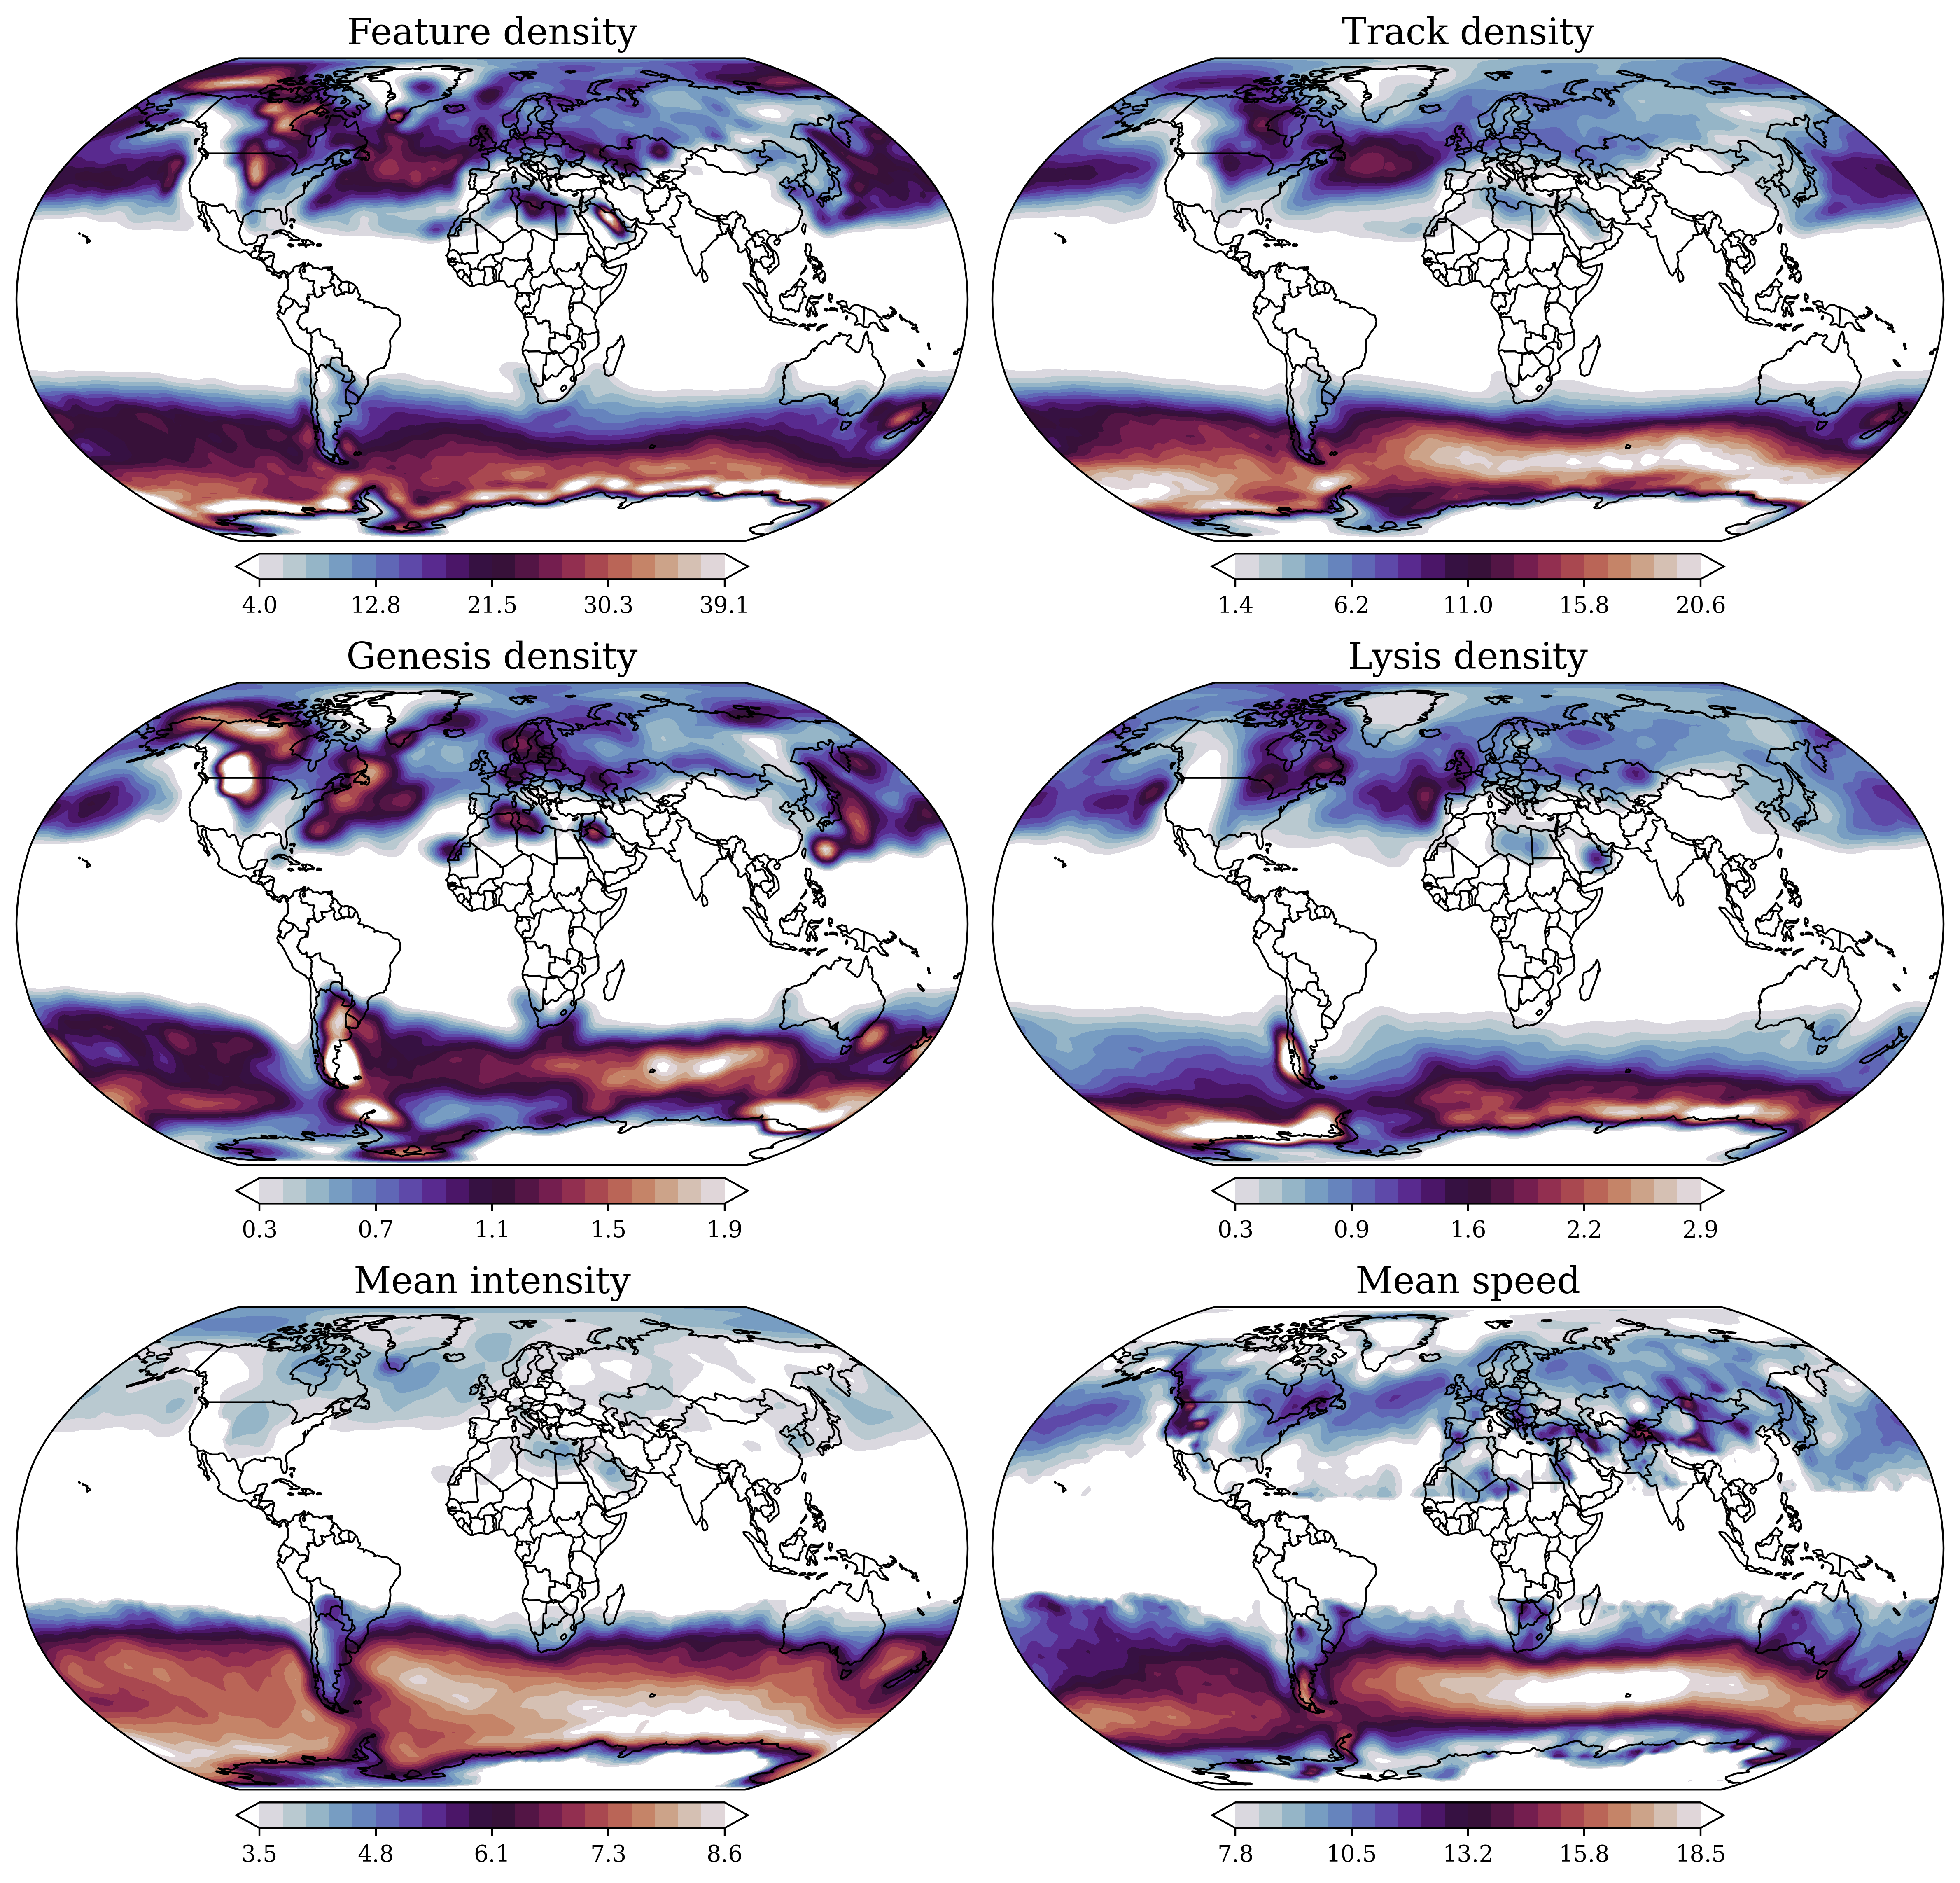 Feature density
Track density
4.0 12.8 21.5 30.3 39.1
1.4 6.2 11.0 15.8 20.6
Genesis density
Lysis density
0.3 0.7 1.1 1.5 1.9
0.3 0.9 1.6 2.2 2.9
Mean intensity
Mean speed
3.5 4.8 6.1 7.3 8.6
7.8 10.5 13.2 15.8 18.5